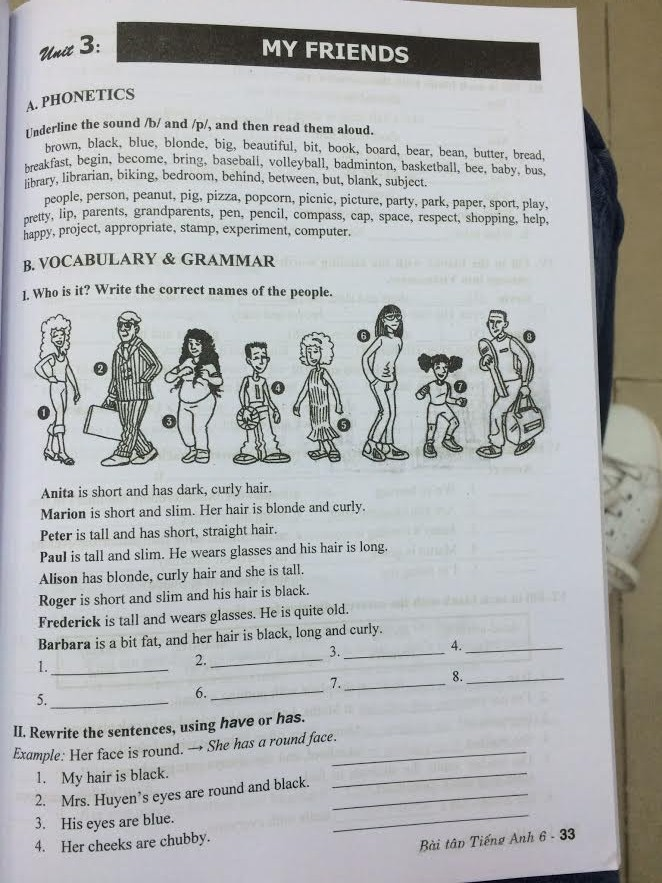 Unit 3:
MY FRIENDS
A. PHONETICS
Underline the sound /b/ and /p/, and then read them aloud.
brown, black, blue, blonde, big, beautiful, bit, book, board, bear, bean, butter, bread,
breakfast, begin, become, bring, baseball, volleyball, badminton, basketball, bee, baby, bus,
library, librarian, biking, bedroom, behind, between, but, blank, subject.
people, person, peanut, pig, pizza, popcorn, picnic, picture, party, park, paper, sport, play,
pretty, lip, parents, grandparents, pen, pencil, compass, cap, space, respect, shopping, help,
happy, project, appropriate, stamp, experiment, computer.
B. VOCABULARY & GRAMMAR
I. Who is it? Write the correct names of the people.
1 2 3 4 5 6 7 8
Anita is short and has dark, curly hair.
Marion is short and slim. Her hair is blonde and curly.
Peter is tall and has short, straight hair.
Paul is tall and slim. He wears glasses and his hair is long.
Alison has blonde, curly hair and she is tall.
Roger is short and slim and his hair is black.
Frederick is tall and wears glasses. He is quite old.
Barbara is a bit fat, and her hair is black, long and curly.
1. ____________ 2. ____________ 3. ____________ 4. ____________
5. ____________ 6. ____________ 7. ____________ 8. ____________
II. Rewrite the sentences, using have or has.
Example: Her face is round. → She has a round face.
1. My hair is black.
2. Mrs. Huyen's eyes are round and black.
3. His eyes are blue.
4. Her cheeks are chubby.
Bài tập Tiếng Anh 6 - 33